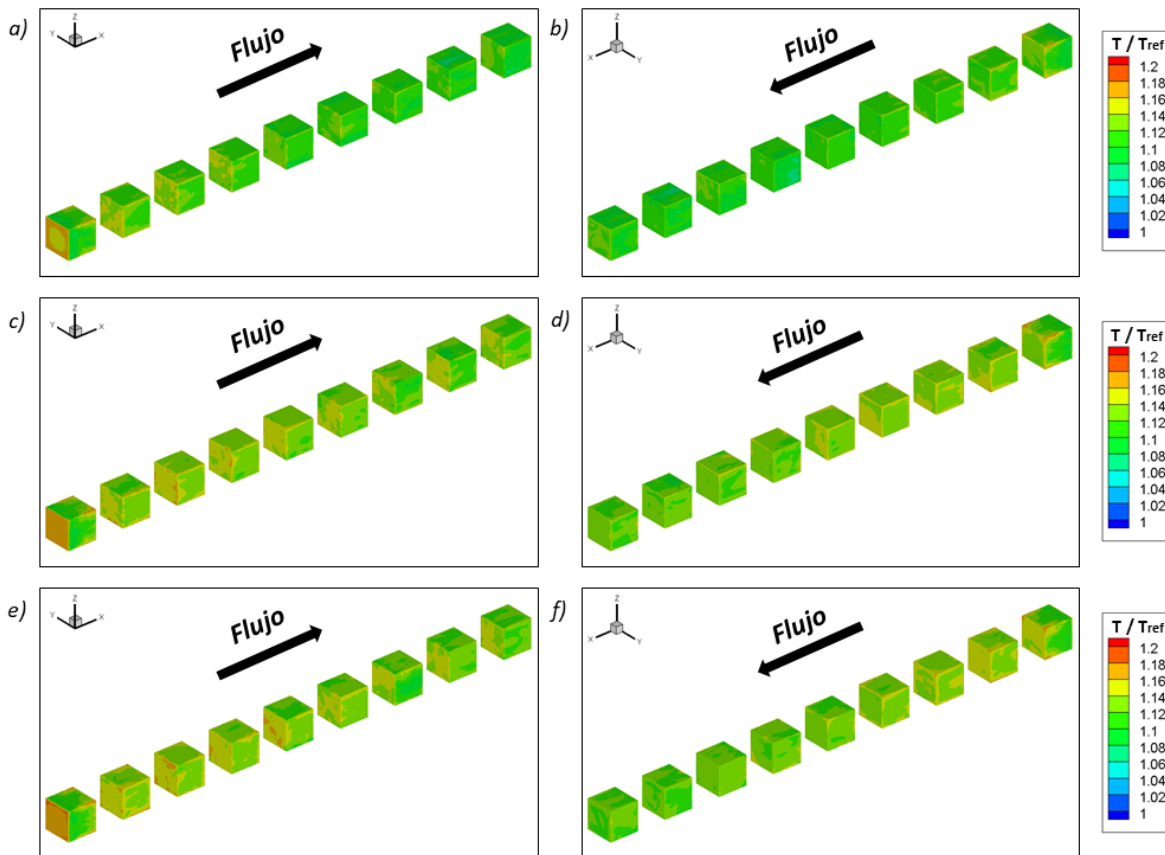 a)
Z
Y
X
Flujo
b)
Z
X
Y
Flujo
T / Tref
1.2
1.18
1.16
1.14
1.12
1.1
1.08
1.06
1.04
1.02
1
c)
Z
Y
X
Flujo
d)
Z
X
Y
Flujo
T / Tref
1.2
1.18
1.16
1.14
1.12
1.1
1.08
1.06
1.04
1.02
1
e)
Z
Y
X
Flujo
f)
Z
X
Y
Flujo
T / Tref
1.2
1.18
1.16
1.14
1.12
1.1
1.08
1.06
1.04
1.02
1